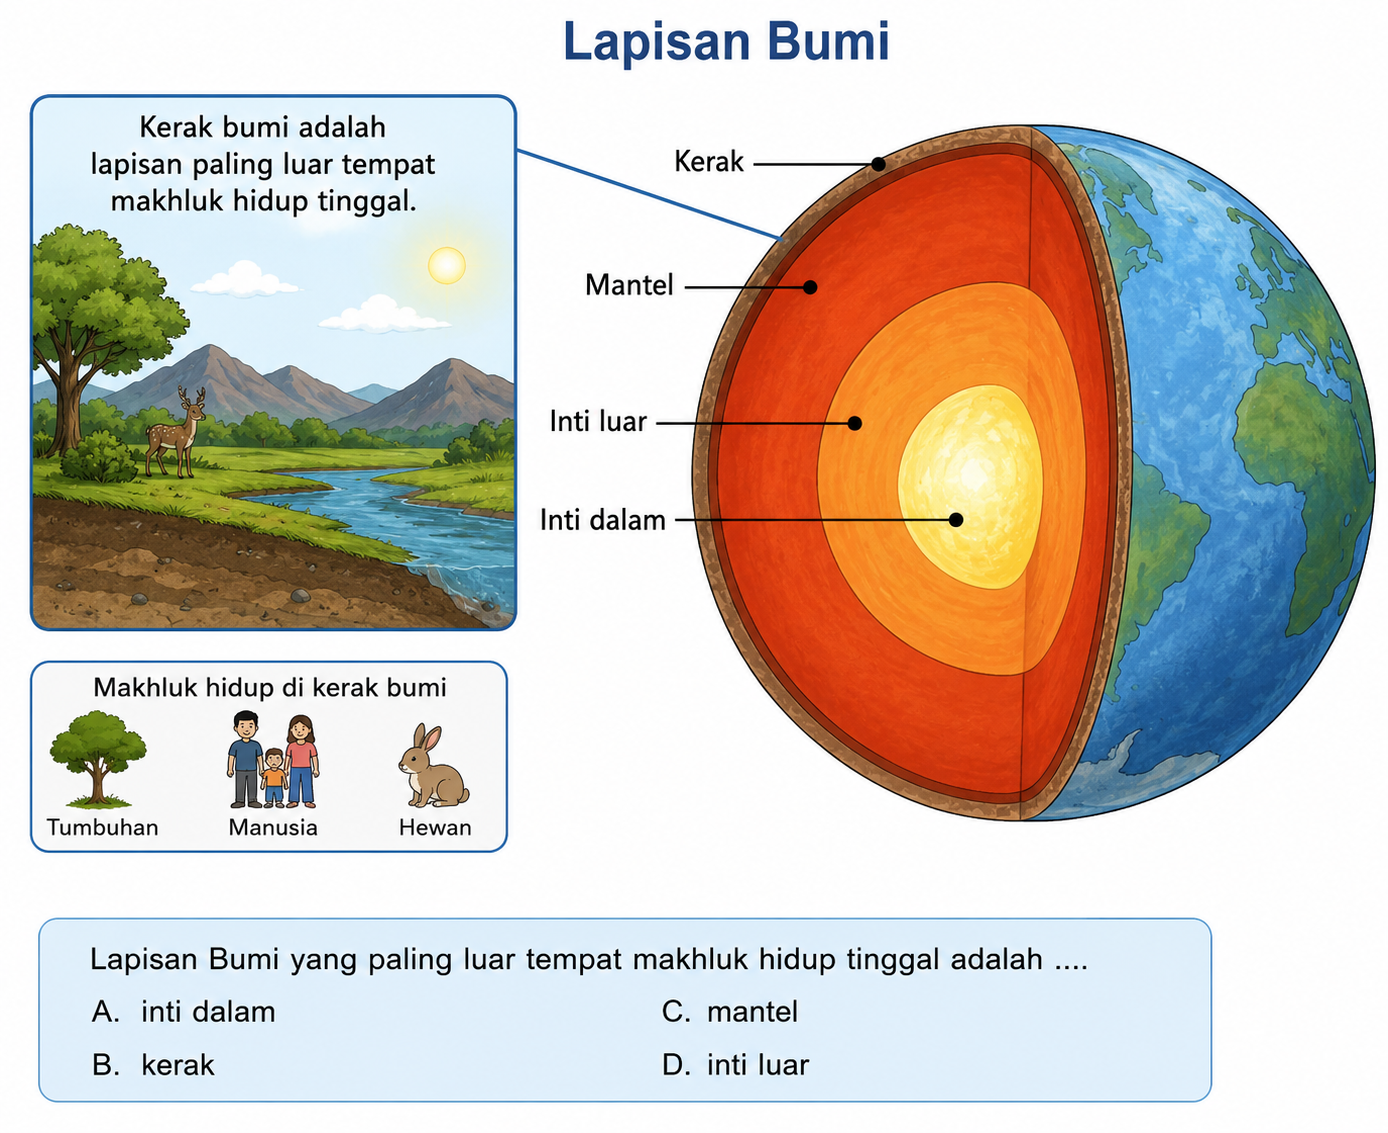 Lapisan Bumi
Kerak bumi adalah
lapisan paling luar tempat
makhluk hidup tinggal.
Kerak
Mantel
Inti luar
Inti dalam
Makhluk hidup di kerak bumi
Tumbuhan
Manusia
Hewan
Lapisan Bumi yang paling luar tempat makhluk hidup tinggal adalah ....
A. inti dalam
B. kerak
C. mantel
D. inti luar